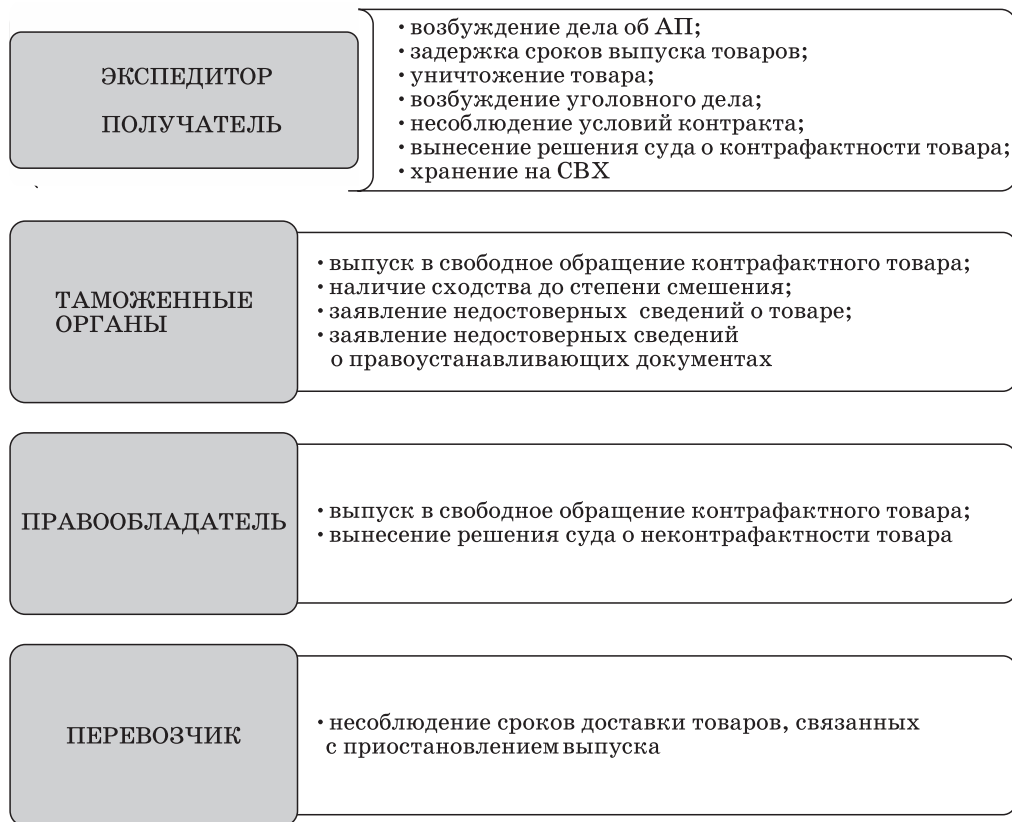 ЭКСПЕДИТОР
ПОЛУЧАТЕЛЬ
• возбуждение дела об АП;
• задержка сроков выпуска товаров;
• уничтожение товара;
• возбуждение уголовного дела;
• несоблюдение условий контракта;
• вынесение решения суда о контрафактности товара;
• хранение на СВХ
ТАМОЖЕННЫЕ
ОРГАНЫ
• выпуск в свободное обращение контрафактного товара;
• наличие сходства до степени смешения;
• заявление недостоверных сведений о товаре;
• заявление недостоверных сведений
о правоустанавливающих документах
ПРАВООБЛАДАТЕЛЬ
• выпуск в свободное обращение контрафактного товара;
• вынесение решения суда о неконтрафактности товара
ПЕРЕВОЗЧИК
• несоблюдение сроков доставки товаров, связанных
с приостановлением выпуска